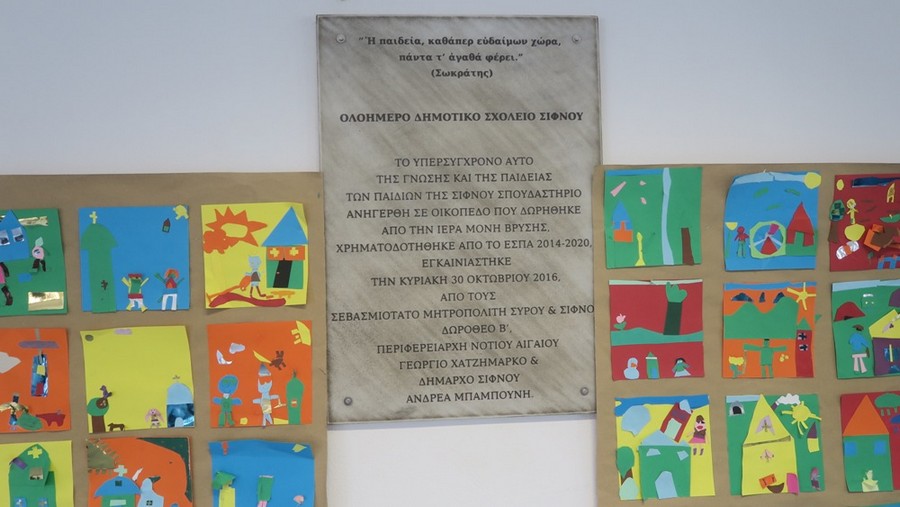 “Ἡ παιδεία, καθάπερ εὐδαίμων χώρα,
πάντα τ’ ἀγαθά φέρει.”
(Σωκράτης)
ΟΛΟΗΜΕΡΟ ΔΗΜΟΤΙΚΟ ΣΧΟΛΕΙΟ ΣΙΦΝΟΥ
ΤΟ ΥΠΕΡΣΥΓΧΡΟΝΟ ΑΥΤΟ
ΤΗΣ ΓΝΩΣΗΣ ΚΑΙ ΤΗΣ ΠΑΙΔΕΙΑΣ
ΤΩΝ ΠΑΙΔΙΩΝ ΤΗΣ ΣΙΦΝΟΥ ΣΠΟΥΔΑΣΤΗΡΙΟ
ΑΝΗΓΕΡΘΗ ΣΕ ΟΙΚΟΠΕΔΟ ΠΟΥ ΔΩΡΗΘΗΚΕ
ΑΠΟ ΤΗΝ ΙΕΡΑ ΜΟΝΗ ΒΡΥΣΗΣ,
ΧΡΗΜΑΤΟΔΟΤΗΘΗΚΕ ΑΠΟ ΤΟ ΕΣΠΑ 2014-2020,
ΕΓΚΑΙΝΙΑΣΤΗΚΕ
ΤΗΝ ΚΥΡΙΑΚΗ 30 ΟΚΤΩΒΡΙΟΥ 2016,
ΑΠΟ ΤΟΥΣ
ΣΕΒΑΣΜΙΟΤΑΤΟ ΜΗΤΡΟΠΟΛΙΤΗ ΣΥΡΟΥ & ΣΙΦΝΟ
ΔΩΡΟΘΕΟ Β’,
ΠΕΡΙΦΕΡΕΙΑΡΧΗ ΝΟΤΙΟΥ ΑΙΓΑΙΟΥ
ΓΕΩΡΓΙΟ ΧΑΤΖΗΜΑΡΚΟ &
ΔΗΜΑΡΧΟ ΣΙΦΝΟΥ
ΑΝΔΡΕΑ ΜΠΑΜΠΟΥΝΗ.